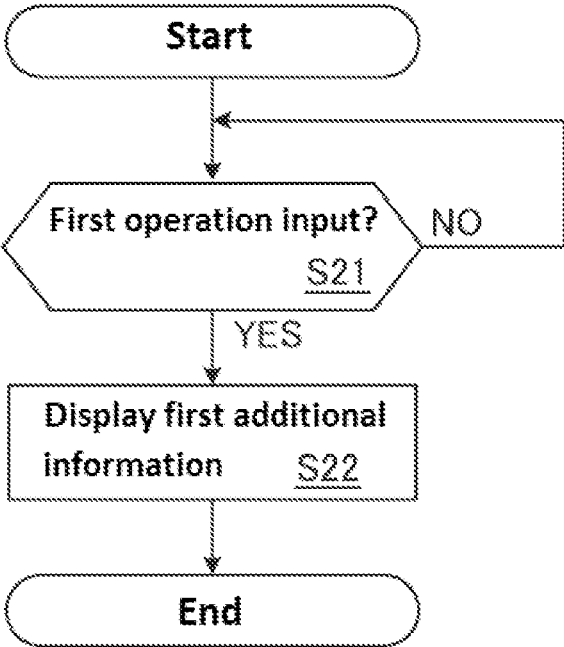 Start
First operation input?
NO
S21
YES
Display first additional
information S22
End